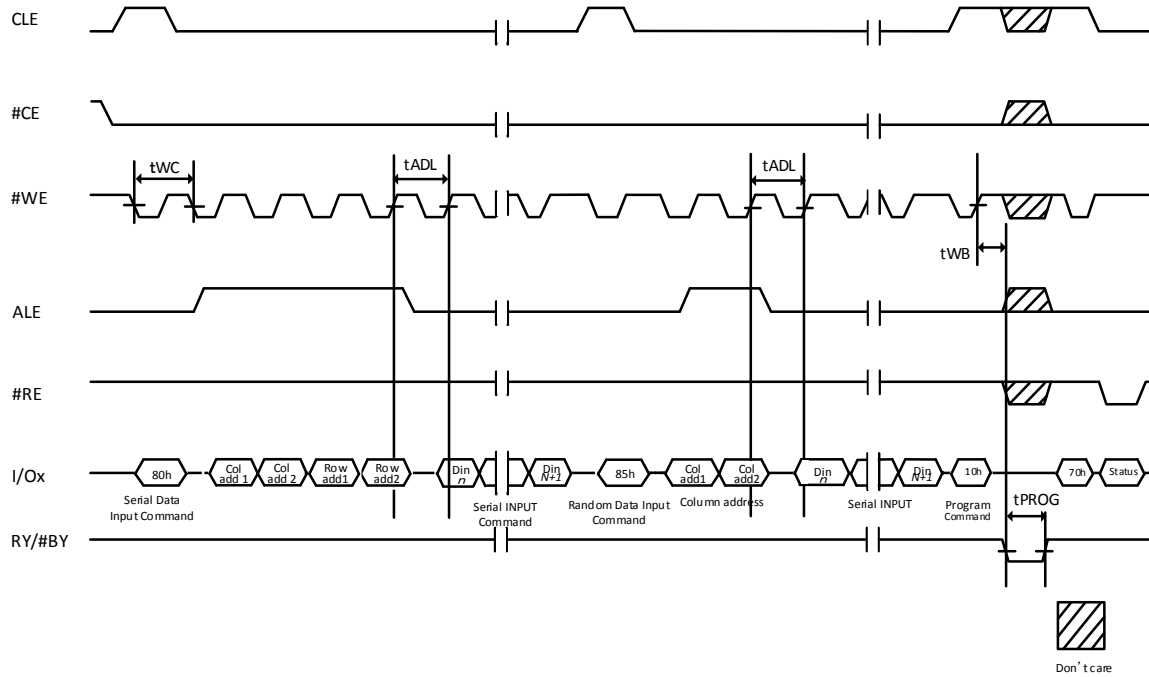 CLE
#CE
tWC
tADL
tADL
#WE
tWB
ALE
#RE
I/Ox
80h
Col
add 1
Col
add 2
Row
add1
Row
add2
Din
n
Din
N+1
85h
Col
add1
Col
add2
Din
n
Din
N+1
10h
70h
Status
Serial Data
Input Command
Serial INPUT
Command
Random Data Input
Command
Column address
Serial INPUT
Program
Command
tPROG
RY/#BY
Don't care